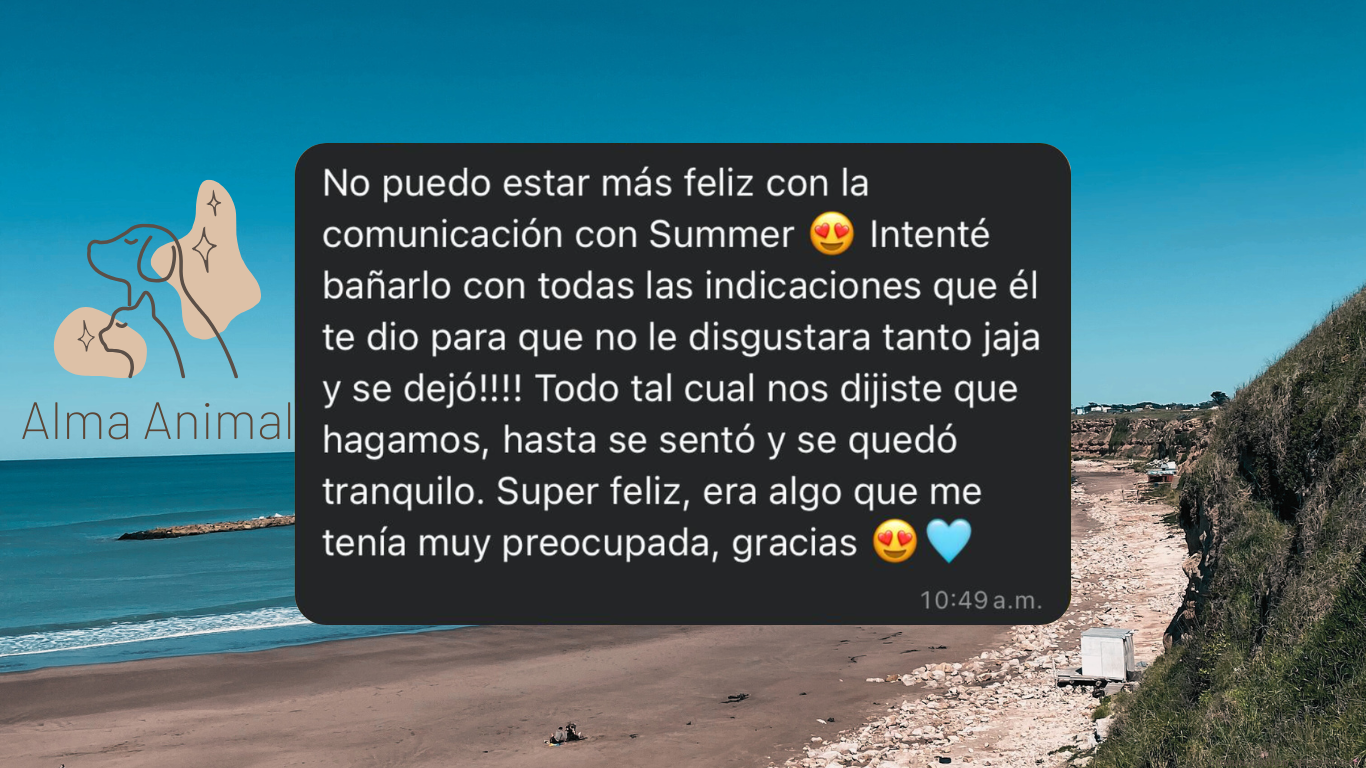 Alma Animal
No puedo estar más feliz con la
comunicación con Summer 😍 Intenté
bañarlo con todas las indicaciones que él
te dio para que no le disgustara tanto jaja
y se dejó!!!! Todo tal cual nos dijiste que
hagamos, hasta se sentó y se quedó
tranquilo. Super feliz, era algo que me
tenía muy preocupada, gracias 😍🩵
10:49 a.m.